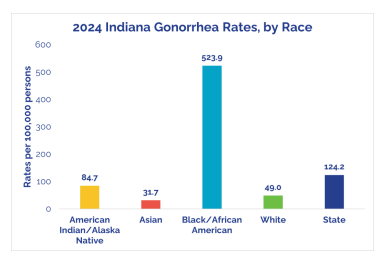 2024 Indiana Gonorrhea Rates, by Race
Rates per 100,000 persons
600
500
400
300
200
100
0
84.7
31.7
523.9
49.0
124.2
American
Indian/Alaska
Native
Asian
Black/African
American
White
State